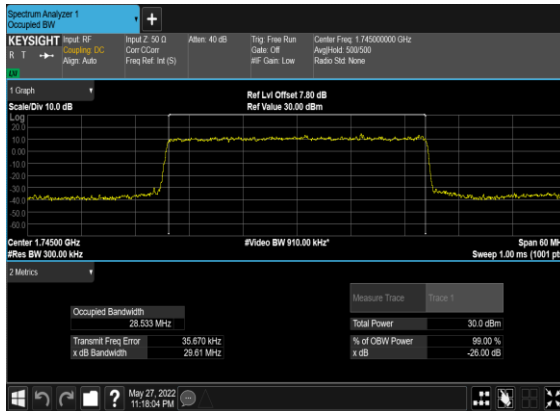 Spectrum Analyzer 1
Occupied BW
KEYSIGHT
R T
Input: RF
Coupling: DC
Align: Auto
Input Z: 50 Ω
Corr CCorr
Freq Ref: Int (S)
Atten: 40 dB
Trig: Free Run
Gate: Off
#IF Gain: Low
Center Freq: 1.745000000 GHz
Avg|Hold: 500/500
Radio Std: None
1 Graph
Scale/Div 10.0 dB
Ref Lvl Offset 7.80 dB
Ref Value 30.00 dBm
Log
20.0
10.0
0.00
-10.0
-20.0
-30.0
-40.0
-50.0
-60.0
Center 1.74500 GHz
#Res BW 300.00 kHz
#Video BW 910.00 kHz*
Span 60 MH
Sweep 1.00 ms (1001 pt
2 Metrics
Measure Trace Trace 1
Occupied Bandwidth
28.533 MHz
Total Power 30.0 dBm
Transmit Freq Error 35.670 kHz
% of OBW Power 99.00 %
x dB Bandwidth 29.61 MHz
x dB -26.00 dB
May 27, 2022
11:18:04 PM